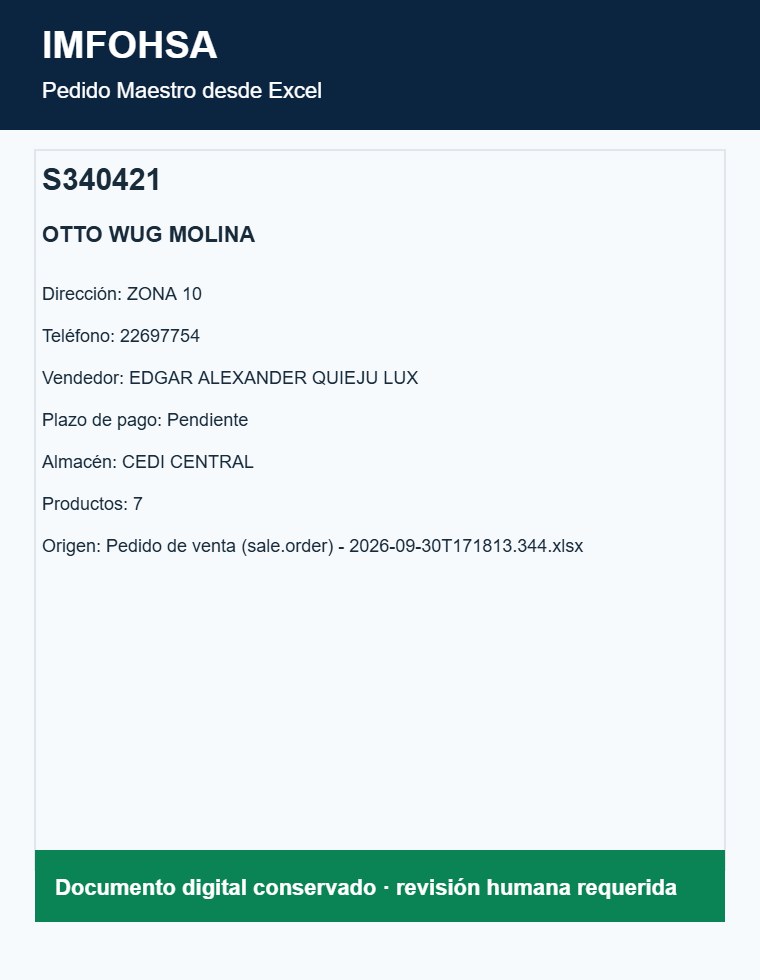 IMFOHSA
Pedido Maestro desde Excel
S340421
OTTO WUG MOLINA
Dirección: ZONA 10
Teléfono: 22697754
Vendedor: EDGAR ALEXANDER QUIEJU LUX
Plazo de pago: Pendiente
Almacén: CEDI CENTRAL
Productos: 7
Origen: Pedido de venta (sale.order) - 2026-09-30T171813.344.xlsx
Documento digital conservado · revisión humana requerida